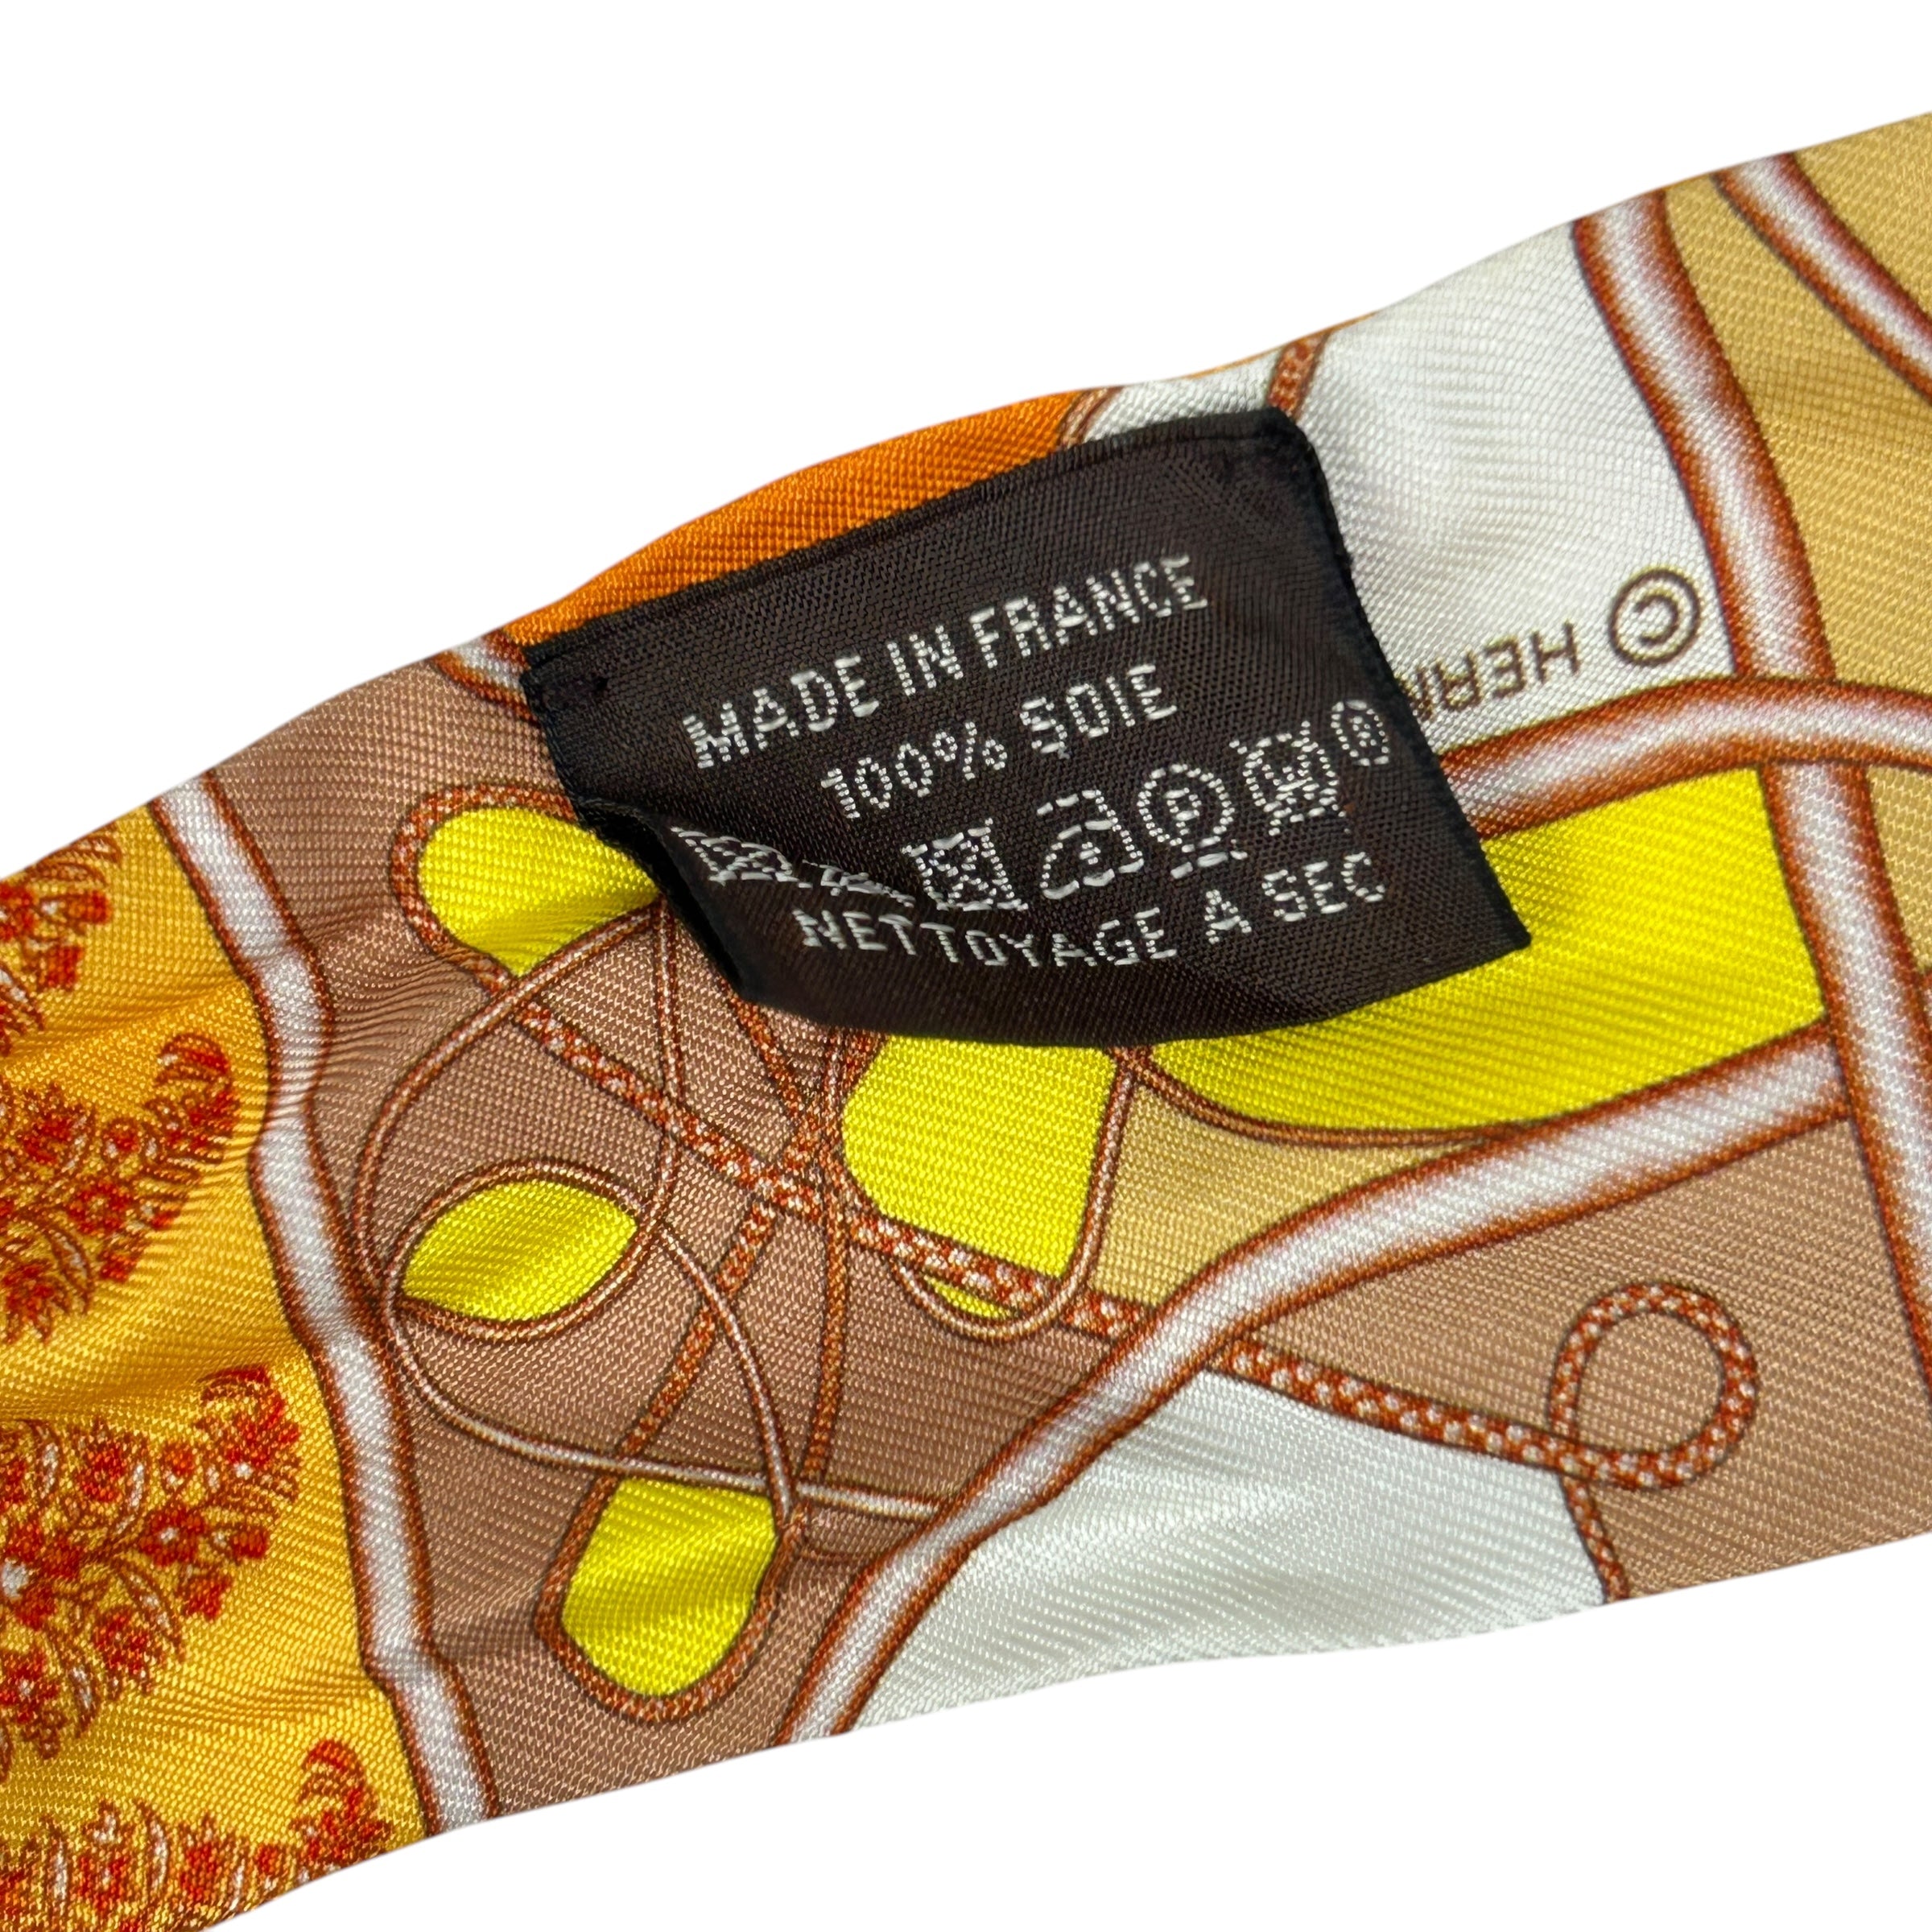 MADE IN FRANCE
100% SOIE
P
NETTOYAGE A SEC
® 
© HERM